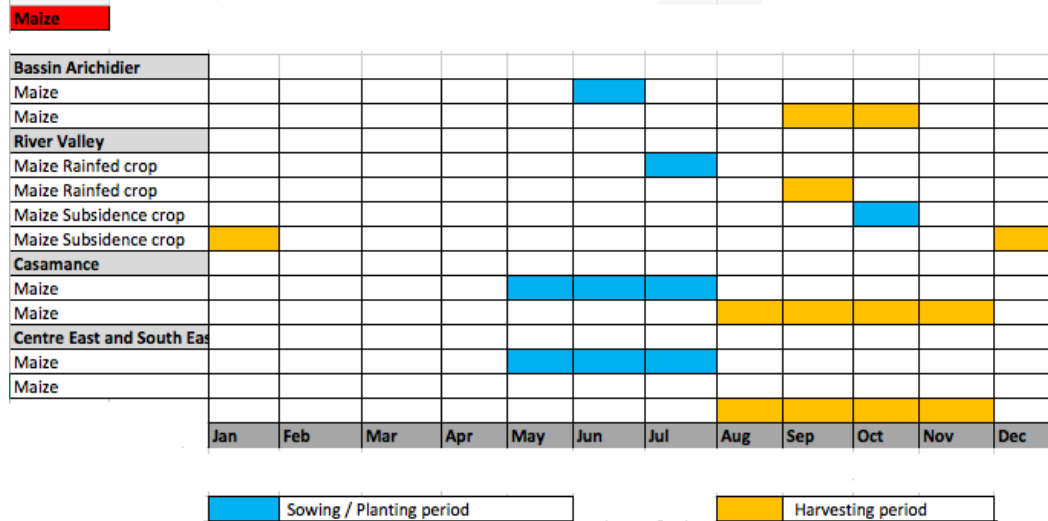 Maize
Bassin Arichidier
Maize
Maize
River Valley
Maize Rainfed crop
Maize Rainfed crop
Maize Subsidence crop
Maize Subsidence crop
Casamance
Maize
Maize
Centre East and South Eas
Maize
Maize
Jan Feb Mar Apr May Jun Jul Aug Sep Oct Nov Dec
Sowing / Planting period Harvesting period